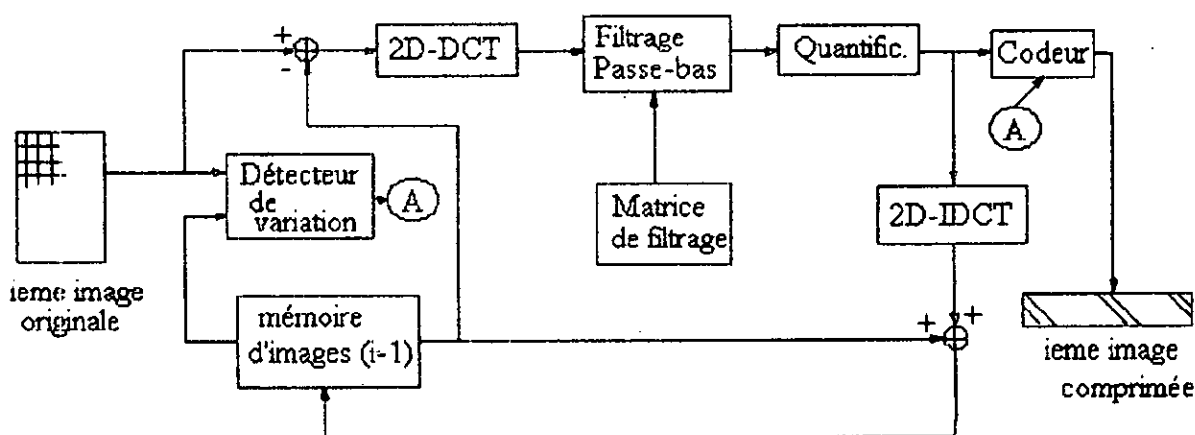 +
-
2D-DCT
Filtrage
Passe-bas
Quantific.
Codeur
A
Détecteur
de
variation
A
Matrice
de filtrage
2D-IDCT
ieme image
originale
mémoire
d'images (i-1)
+
+
ieme image
comprimée